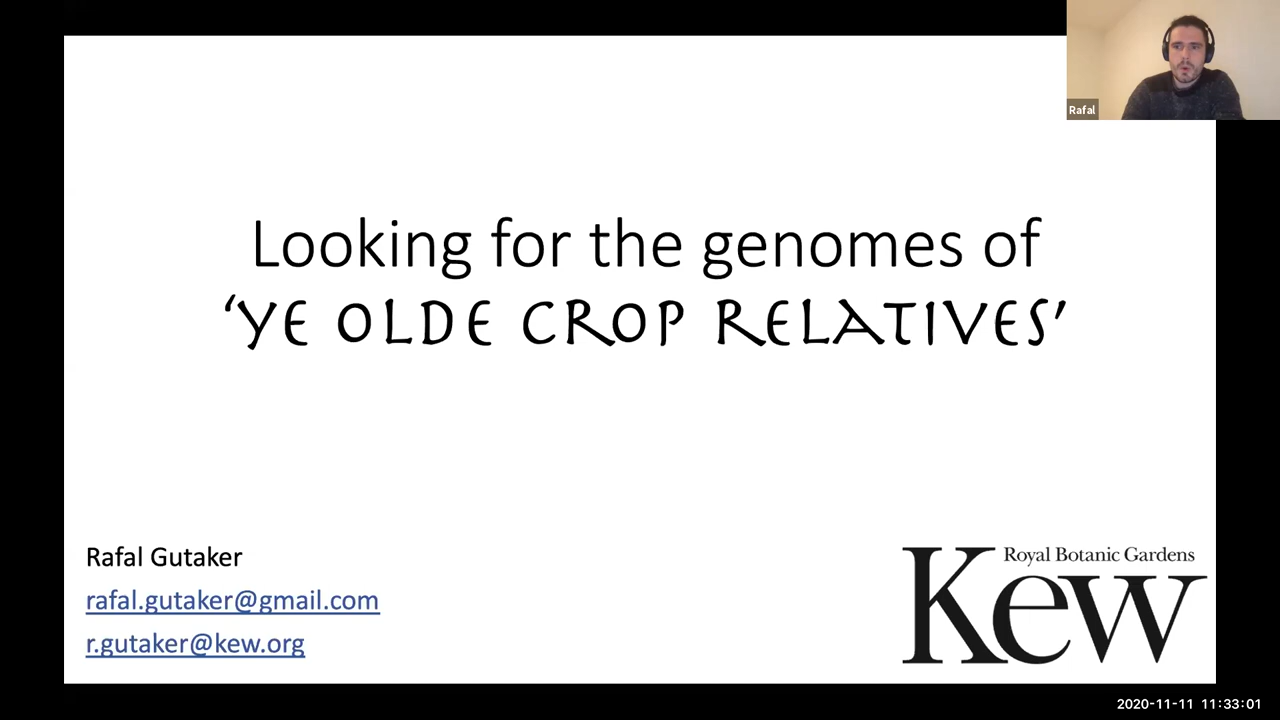 Rafal
Looking for the genomes of
‘YE OLDE CROP RELATIVES’
Rafal Gutaker
rafal.gutaker@gmail.com
r.gutaker@kew.org
Royal Botanic Gardens
Kew
2020-11-11 11:33:01